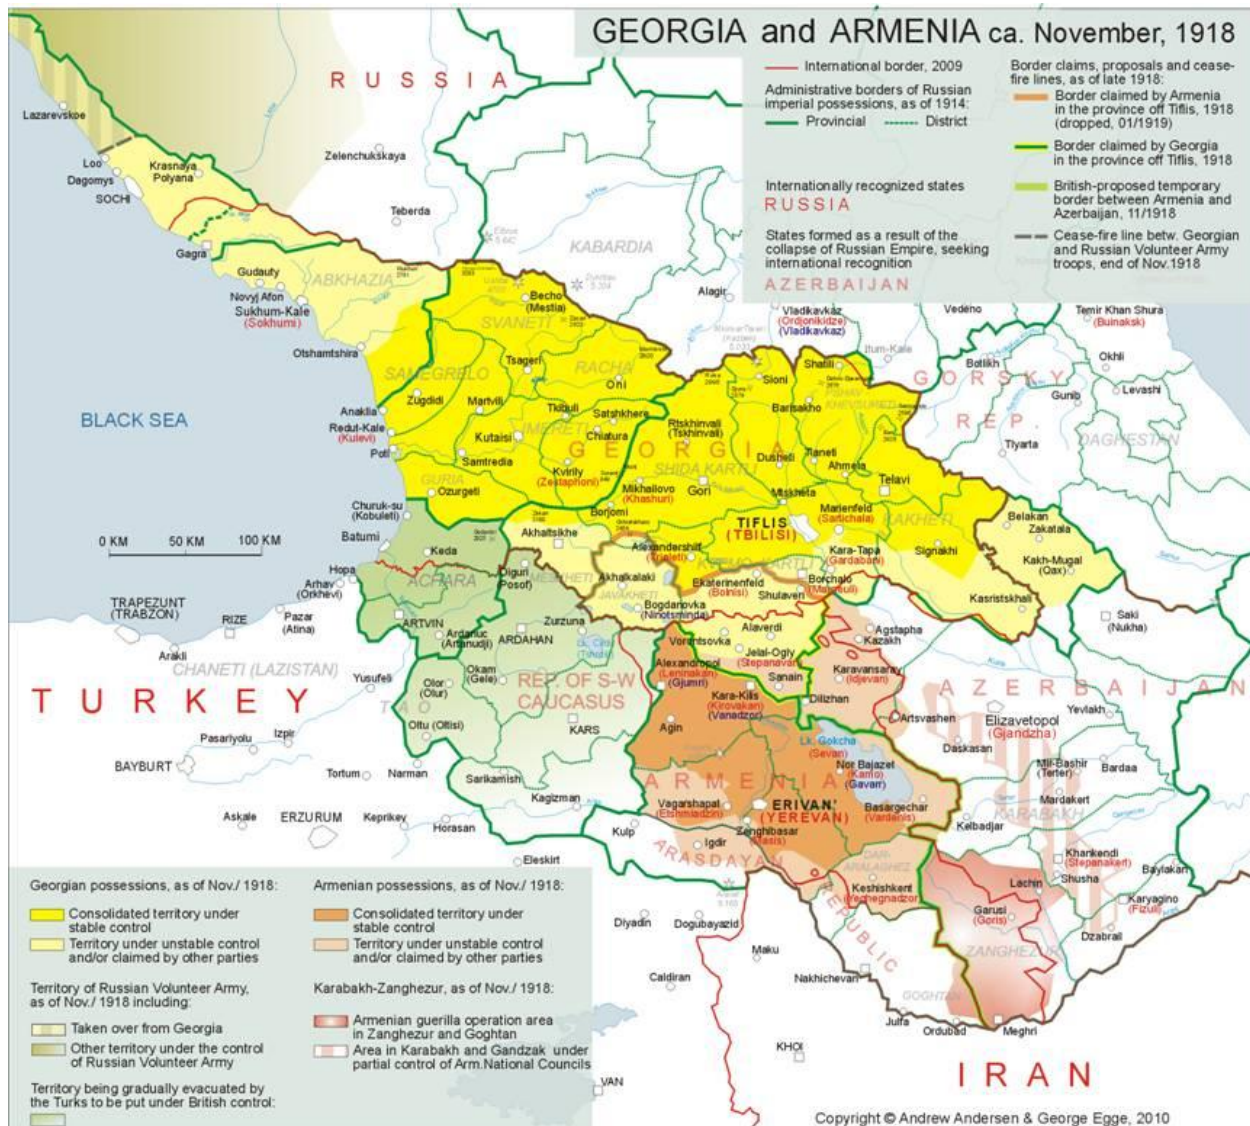 GEORGIA and ARMENIA ca. November, 1918
International border, 2009
Administrative borders of Russian
imperial possessions, as of 1914:
Provincial
District
Internationally recognized states
RUSSIA
States formed as a result of the
collapse of Russian Empire, seeking
international recognition
AZERBAIJAN
Border claims, proposals and cease-
fire lines, as of late 1918:
Border claimed by Armenia
in the province off Tiflis, 1918
(dropped, 01/1919)
Border claimed by Georgia
in the province off Tiflis, 1918
British-proposed temporary
border between Armenia and
Azerbaijan, 11/1918
Cease-fire line betw. Georgian
and Russian Volunteer Army
troops, end of Nov.1918
RUSSIA
Lazarevskoe
Loo
Dagomys
SOCHI
Krasnaya
Polyana
Zelenchukskaya
Teberda
Gagra
KABARDIA
Gudauty
ABKHAZIA
Novyj Afon
Sukhum-Kale
(Sokhumi)
Otshamtshira
Becho
(Mestia)
SVANETI
Alagir
Vladikavkaz
(Ordjonikidze)
(Vladikavkaz)
Vedeno
Temir Khan Shura
(Buinaksk)
Itum-Kale
Botlikh
Okhli
Levashi
Gunib
Tlyarta
GORSKY
REP.
DAGHESTAN
Tsageri
RACHA
Oni
SAMEGRELO
Zugdidi
Martvili
Tkibuli
Satshkhere
Chiatura
IMERETI
Kutaisi
Samtredia
Kvirily
(Zestaphoni)
BLACK SEA
Anaklia
Redut-Kale
(Kulevi)
Poti
GURIA
Ozurgeti
Shatili
Sioni
Barisakho
PSHAV
KHEVSURETI
Rtskhinvali
(Tskhinvali)
GEORGIA
Dusheti
Tianeti
Ahmela
Telavi
SHIDA KARTLI
Mikhailovo
(Khashuri)
Gori
Mtskheta
Borjomi
TIFLIS
(TBILISI)
Marienfeld
(Sartichala)
KAKHETI
Signakhi
Belakan
Zakatala
Kakh-Mugal
(Qax)
Kasristskhali
Churuk-su
(Kobuleti)
Batumi
0 KM
50 KM
100 KM
Keda
ACHARA
Akhaltsikhe
Alexandershilf
(Trialeti)
KVEMO KARTLI
Kara-Tapa
(Gardabani)
Diguri
(Posof)
MESKHETI
Akhalkalaki
JAVAKHETI
Ekaterinenfeld
(Bolnisi)
Shulaveri
Borchalo
(Marneuli)
Bogdanovka
(Ninotsminda)
Hopa
Arhav
(Orkhevi)
Pazar
(Atina)
TRAPEZUNT
(TRABZON)
RIZE
Arakli
CHANETI (LAZISTAN)
ARTVIN
Ardanuc
(Artanudji)
ARDAHAN
Zurzuna
Vorontsovka
Alaverdi
Jelal-Ogly
(Stepanavan)
Sanain
Agstapha
Kazakh
Saki
(Nukha)
TURKEY
Yusufeli
TAO
Olor
(Olur)
Okam
(Gele)
REP. OF S-W
CAUCASUS
Oltu (Oltisi)
KARS
Alexandropol
(Leninakan)
(Gjumri)
Kara-Kilis
(Kirovakan)
(Vanadzor)
Karavansaray
(Idjevan)
Dilizhan
Artsvashen
AZERBAIJAN
Elizavetopol
(Gjandzha)
Yevlakh
Daskasan
Mir-Bashir
(Terter)
Bardaa
Mardakert
KARABAKH
Pasariyolu
Izpir
BAYBURT
Tortum
Narman
Sarikamish
Kagizman
Agin
Lk. Gokcha
(Sevan)
ARMENIA
Nor Bajazet
(Kamo)
(Gavarr)
Vagarshapat
(Etshmiadzin)
ERIVAN'
(YEREVAN)
Basargechar
(Vardenis)
Zenghibasar
(Masis)
Kelbadjar
Askale
ERZURUM
Keprikey
Horasan
Kulp
Igdir
ARASDAYAN
REPUBLIC
DAR-
ARALAGHEZ
Keshishkent
(Yeghegnadzor)
Khankendi
(Stepanakert)
Shusha
Lachin
Baylakan
Karyagino
(Fizuli)
Garusi
(Goris)
Dzabrail
ZANGHEZUR
Eleskirt
Diyadin
Dogubayazid
Maku
Caldiran
Nakhichevan
GOGHTAN
Julfa
Ordubad
Meghri
KHOI
VAN
IRAN
Georgian possessions, as of Nov./ 1918:
Consolidated territory under
stable control
Territory under unstable control
and/or claimed by other parties
Territory of Russian Volunteer Army,
as of Nov./ 1918 including:
Taken over from Georgia
Other territory under the control
of Russian Volunteer Army
Territory being gradually evacuated by
the Turks to be put under British control:
Armenian possessions, as of Nov./ 1918:
Consolidated territory under
stable control
Territory under unstable control
and/or claimed by other parties
Karabakh-Zanghezur, as of Nov./ 1918:
Armenian guerilla operation area
in Zanghezur and Goghtan
Area in Karabakh and Gandzak under
partial control of Arm.National Councils
Copyright © Andrew Andersen & George Egge, 2010